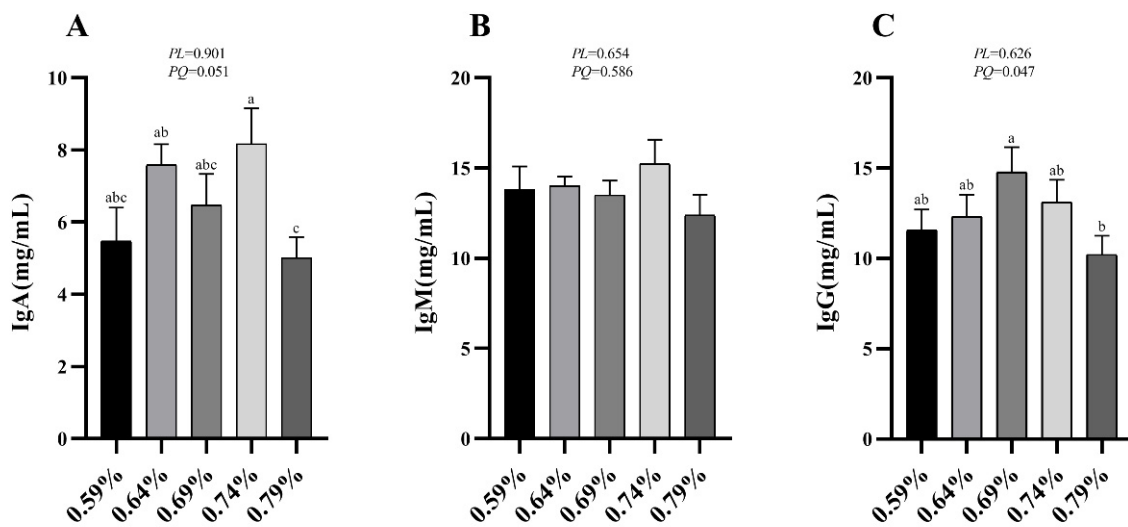 A
PL=0.901
PQ=0.051
IgA(mg/mL)
10
8
6
4
2
0
abc
ab
abc
a
c
0.59%
0.64%
0.69%
0.74%
0.79%
B
PL=0.654
PQ=0.586
IgM(mg/mL)
20
15
10
5
0
0.59%
0.64%
0.69%
0.74%
0.79%
C
PL=0.626
PQ=0.047
IgG(mg/mL)
20
15
10
5
0
ab
ab
a
ab
b
0.59%
0.64%
0.69%
0.74%
0.79%